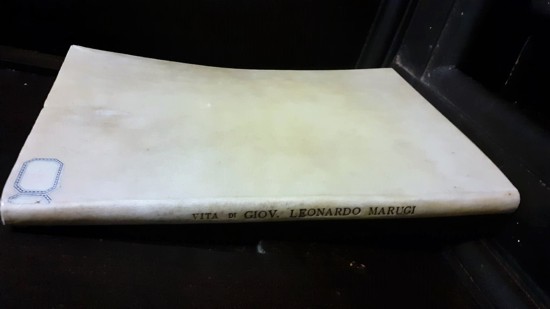 VITA DI GIOV. LEONARDO MARUGI